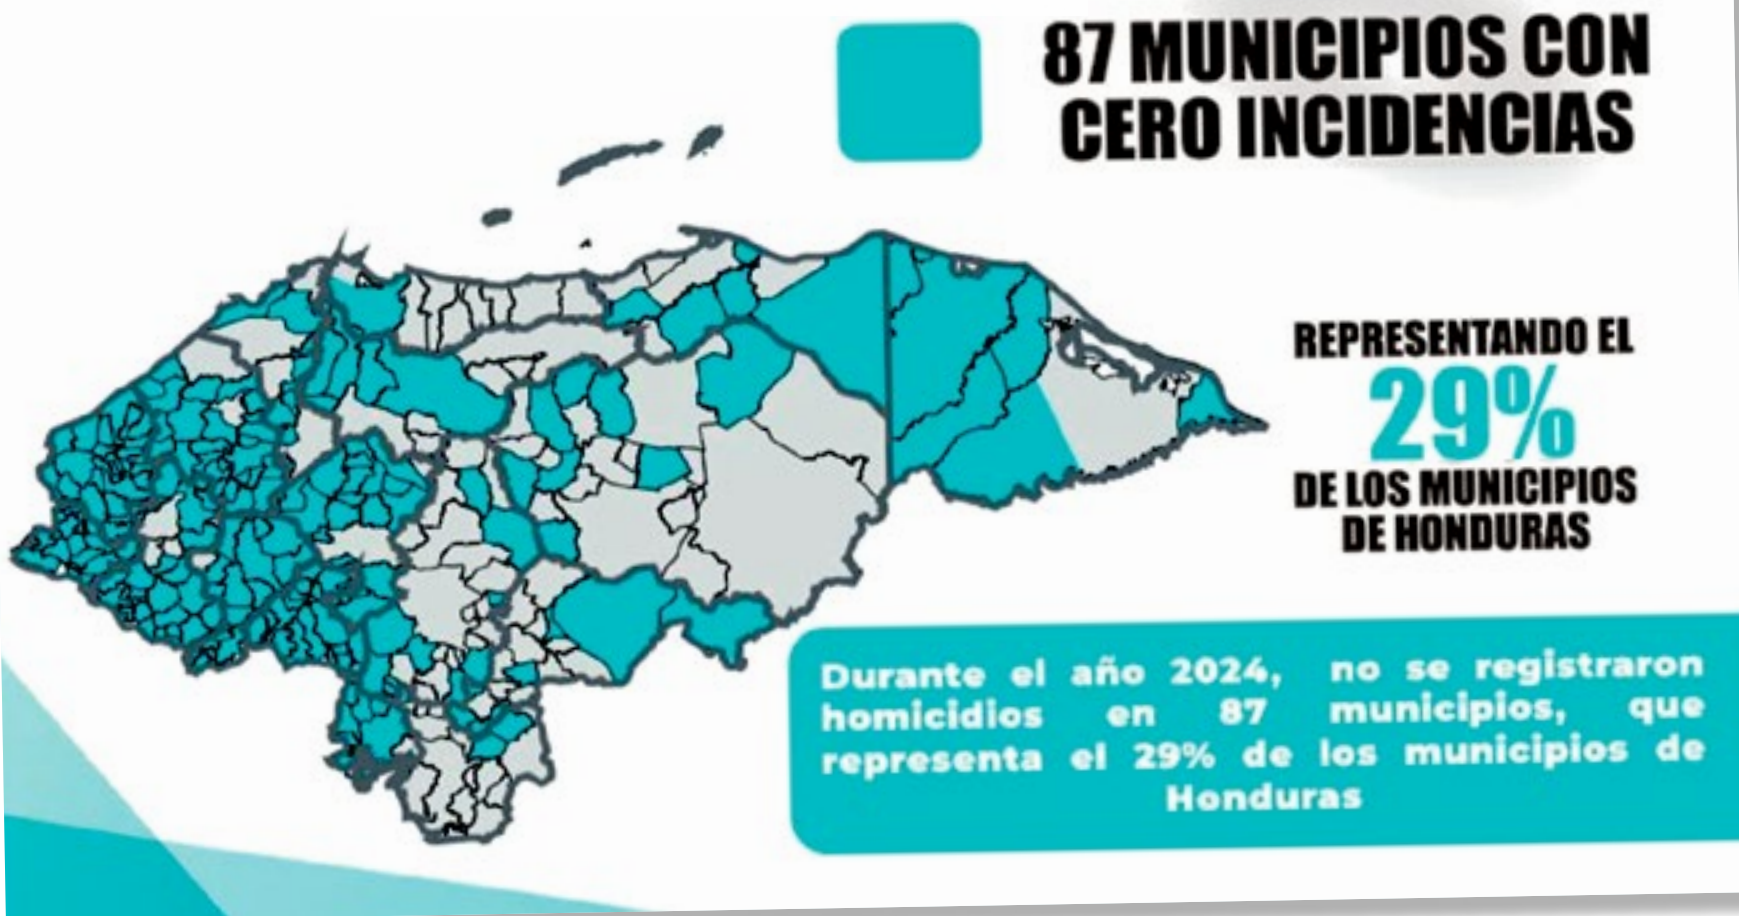 87 MUNICIPIOS CON
CERO INCIDENCIAS
REPRESENTANDO EL
29%
DE LOS MUNICIPIOS
DE HONDURAS
Durante el año 2024, no se registraron
homicidios en 87 municipios, que
representa el 29% de los municipios de
Honduras